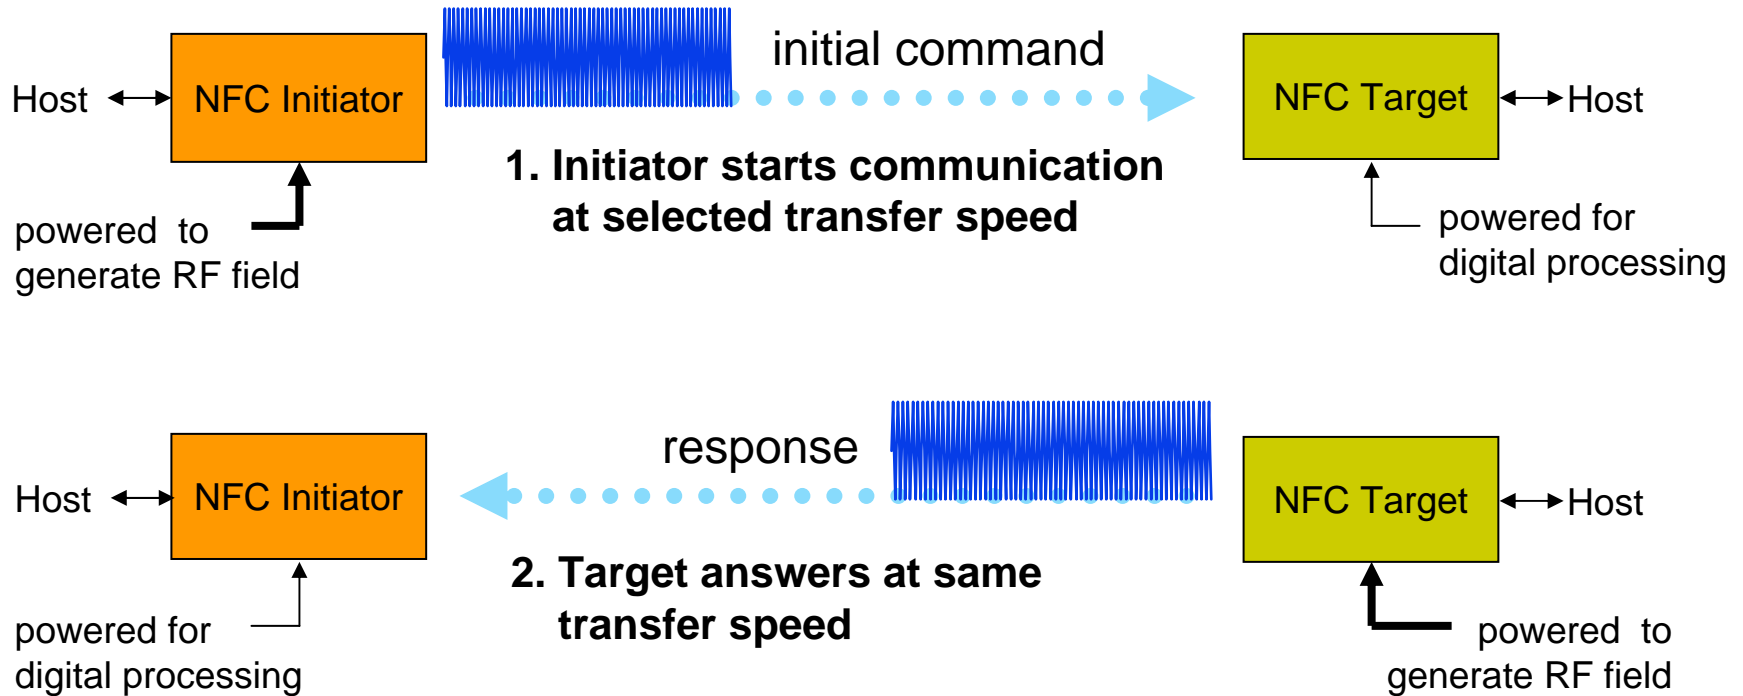 initial command
Host
NFC Initiator
NFC Target
Host
1. Initiator starts communication
at selected transfer speed
powered to
generate RF field
powered for
digital processing
response
Host
NFC Initiator
NFC Target
Host
2. Target answers at same
transfer speed
powered for
digital processing
powered to
generate RF field